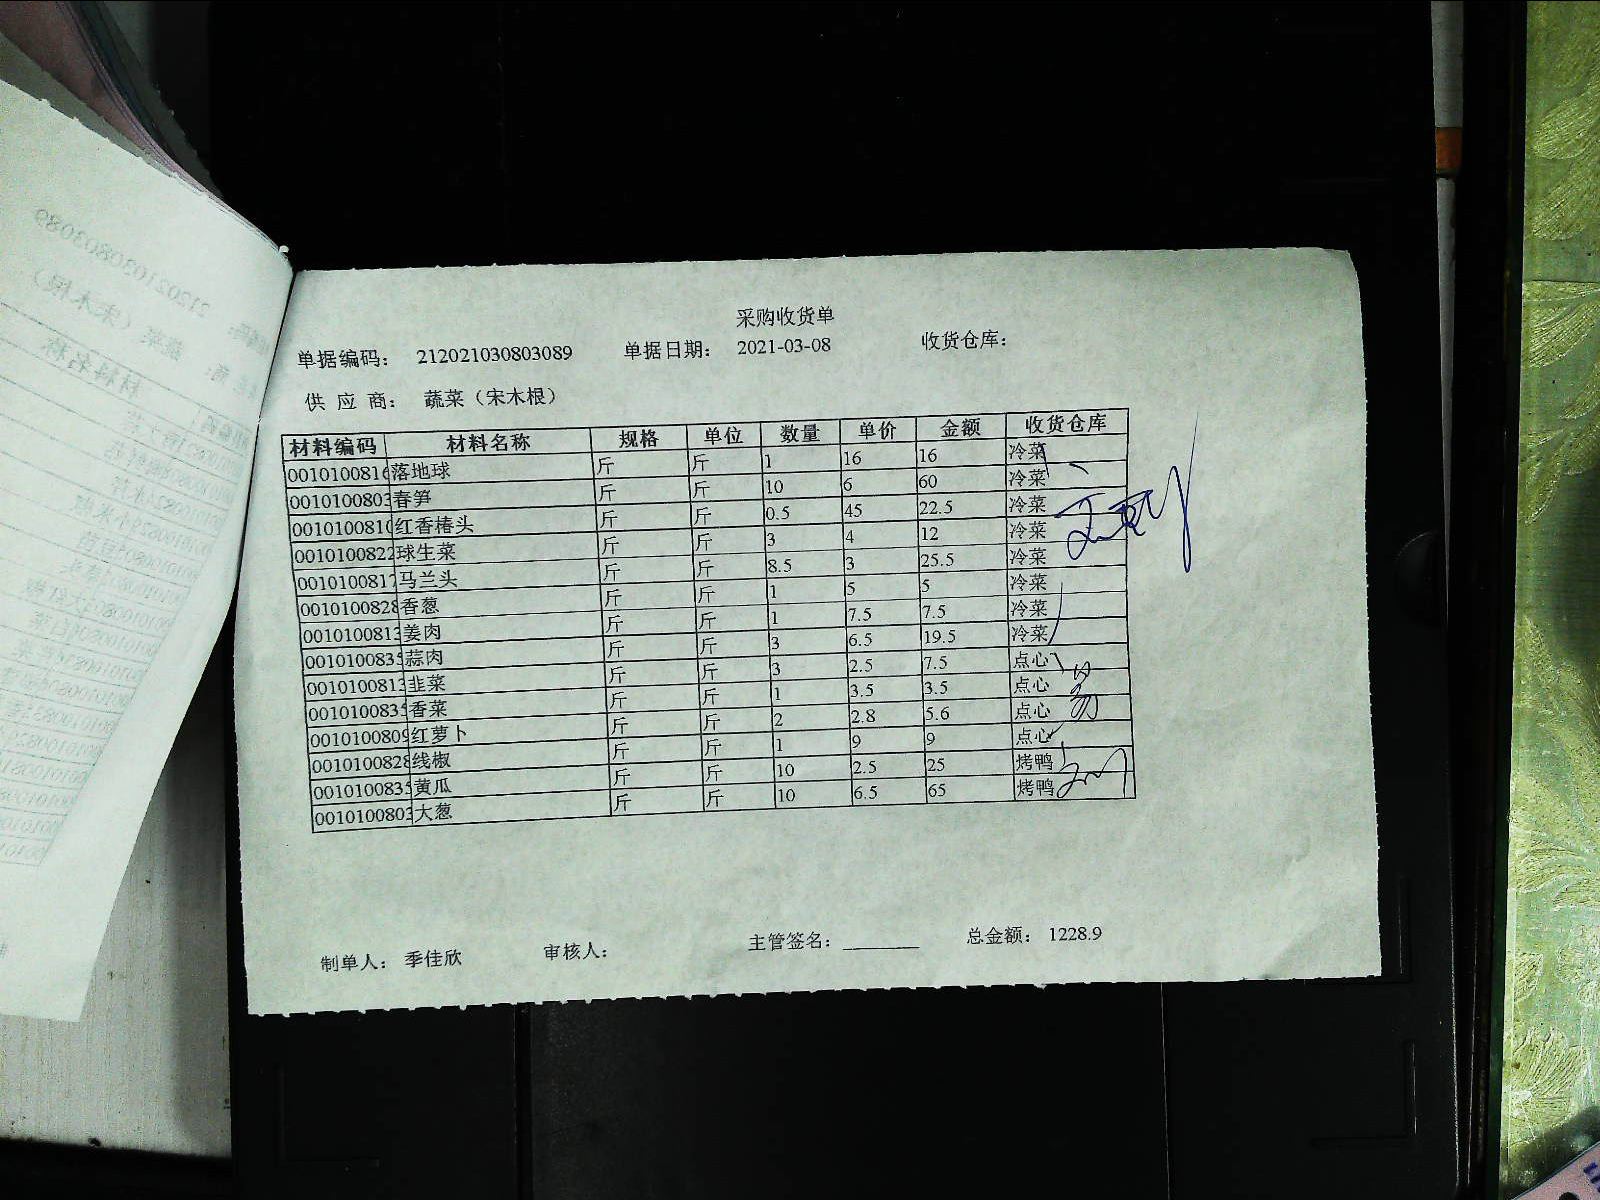 采购收货单
单据编码： 212021030803089 单据日期： 2021-03-08 收货仓库：
供 应 商： 蔬菜（宋木根）
材料编码 材料名称 规格 单位 数量 单价 金额 收货仓库
0010100816 落地球 斤 斤 1 16 16 冷菜
0010100803 春笋 斤 斤 10 6 60 冷菜
0010100810 红香椿头 斤 斤 0.5 45 22.5 冷菜
0010100822 球生菜 斤 斤 3 4 12 冷菜
0010100817 马兰头 斤 斤 8.5 3 25.5 冷菜
0010100828 香葱 斤 斤 1 5 5 冷菜
0010100813 姜肉 斤 斤 1 7.5 7.5 冷菜
0010100835 蒜肉 斤 斤 3 6.5 19.5 冷菜
0010100813 韭菜 斤 斤 3 2.5 7.5 点心
0010100835 香菜 斤 斤 1 3.5 3.5 点心
0010100809 红萝卜 斤 斤 2 2.8 5.6 点心
0010100828 线椒 斤 斤 1 9 9 点心
0010100835 黄瓜 斤 斤 10 2.5 25 烤鸭
0010100803 大葱 斤 斤 10 6.5 65 烤鸭
制单人： 季佳欣 审核人： 主管签名： 总金额： 1228.9